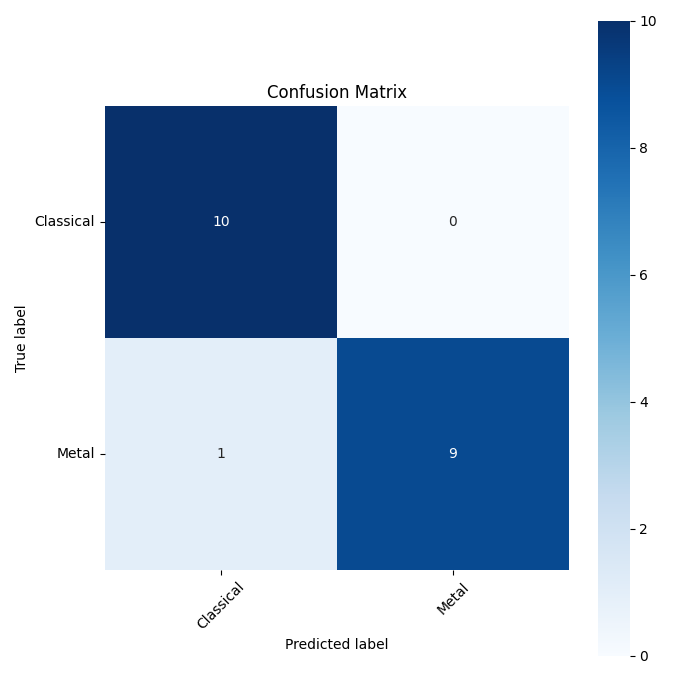 Confusion Matrix
True label
Classical
10
0
Metal
1
9
Classical
Metal
Predicted label
10
8
6
4
2
0